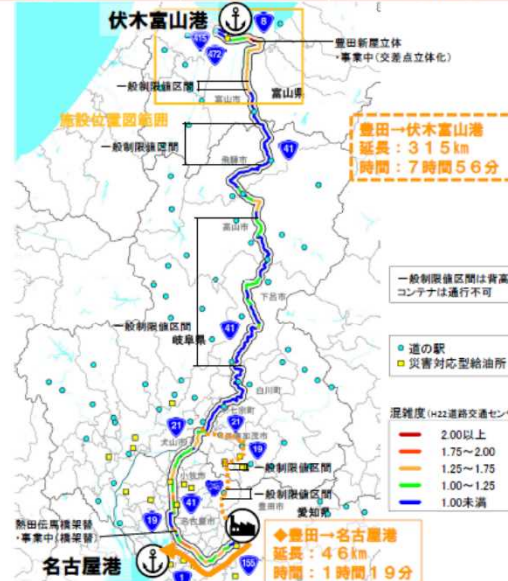 伏木富山港
8
415
472
豊田新屋立体
・事業中(交差点立体化)
一般制限値区間
富山市
富山県
施設位置図範囲
豊田→伏木富山港
延長：315km
時間：7時間56分
一般制限値区間
飛騨市
41
高山市
一般制限値区間は背高
コンテナは通行不可
下呂市
一般制限値区間
岐阜県
41
道の駅
災害対応型給油所
白川町
七宗町
混雑度(H22道路交通セン
2.00以上
1.75～2.00
1.25～1.75
1.00～1.25
1.00未満
21
21
犬山市
19
小牧市
一般制限値区間
41
一般制限値区間
19
名古屋市
豊田市
愛知県
熱田伝馬橋架替
・事業中(橋架替)
名古屋港
1
155
◆豊田→名古屋港
延長：46km
時間：1時間19分